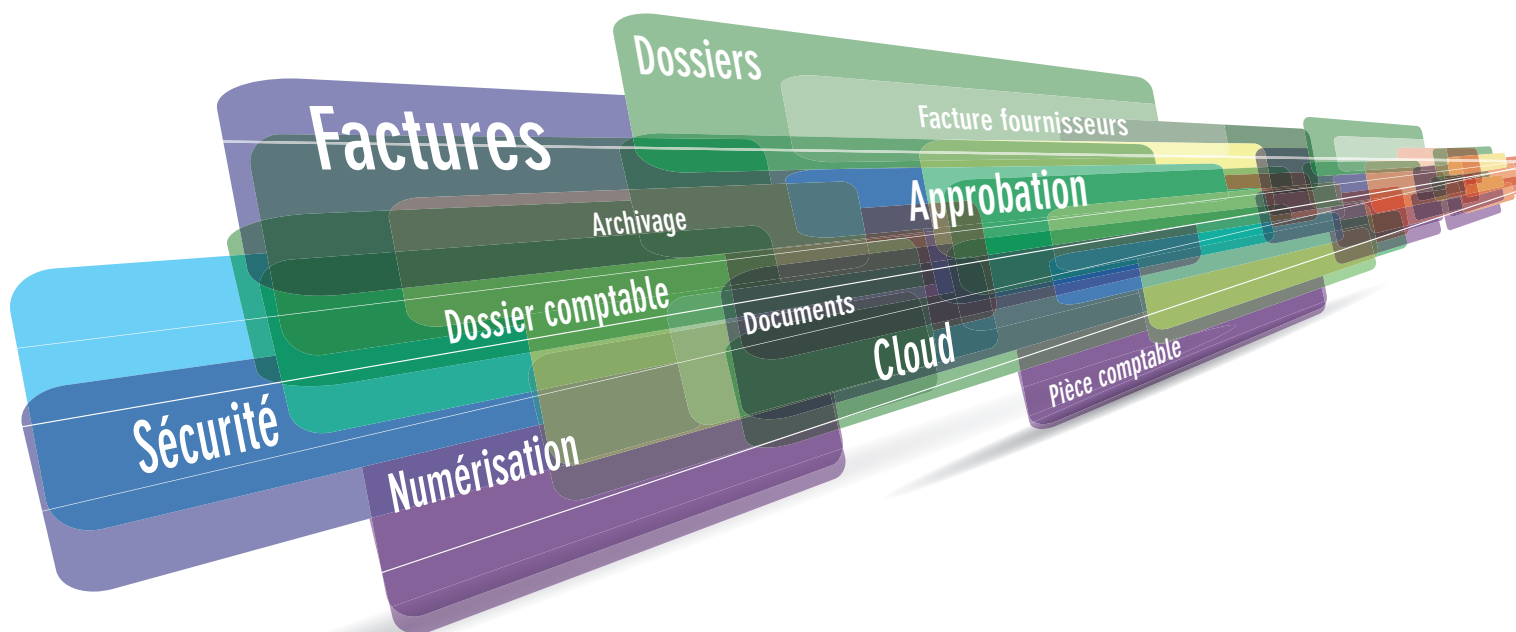 Dossiers
Factures
Facture fournisseurs
Approbation
Archivage
Dossier comptable
Documents
Cloud
Pièce comptable
Sécurité
Numérisation